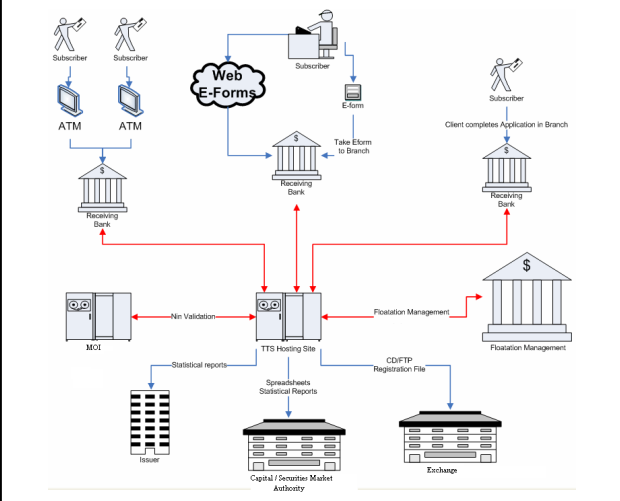 Subscriber
Subscriber
Subscriber
Subscriber
Web
E-Forms
E-form
ATM
ATM
Client completes Application in Branch
Take Eform
to Branch
$
$
$
Receiving
Bank
Receiving
Bank
Receiving
Bank
$
Nin Validation
Floatation Management
MOI
TTS Hosting Site
Floatation Management
Statistical reports
CD/FTP
Registration File
Spreadsheets
Statistical Reports
Issuer
Capital / Securities Market
Authority
Exchange